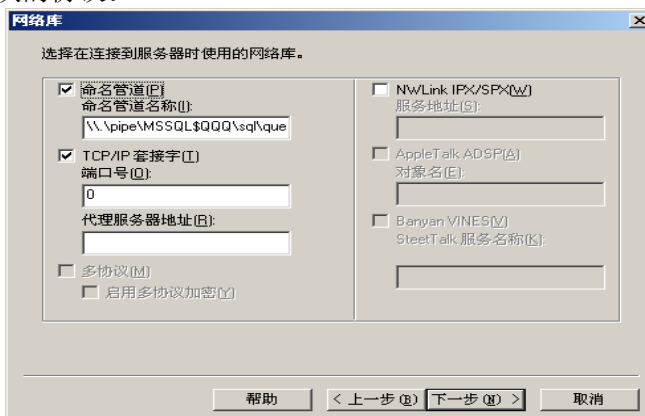 网络库
选择在连接到服务器时使用的网络库。
命名管道(P)
命名管道名称(I):
\\.\pipe\MSSQL$QQQ\sql\que
TCP/IP 套接字(T)
端口号(O):
0
代理服务器地址(R):
多协议(M)
启用多协议加密(Y)
NWLink IPX/SPX(W)
服务地址(S):
AppleTalk ADSP(A)
对象名(E):
Banyan VINES(V)
SteetTalk 服务名称(K):
帮助
< 上一步(B)
下一步(N) >
取消